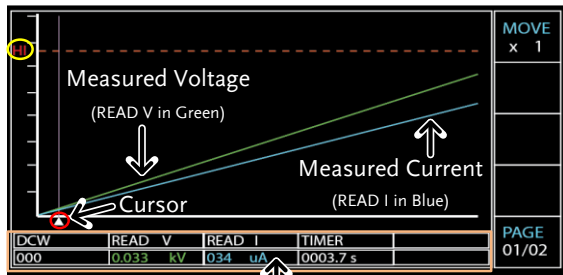 MOVE
x 1
HI
Measured Voltage
(READ V in Green)
Measured Current
(READ I in Blue)
Cursor
PAGE
01/02
DCW READ V READ I TIMER
000 0.033 kV 034 uA 0003.7 s